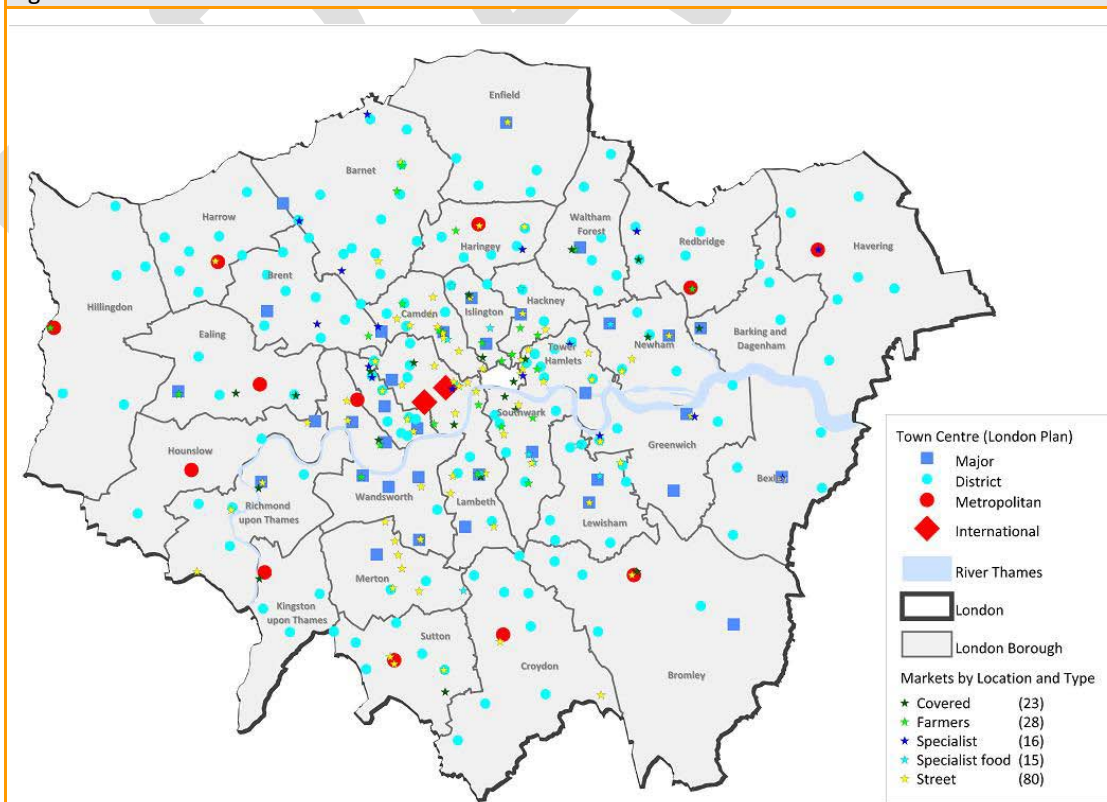 Enfield
Barnet
Harrow
Haringey
Waltham
Forest
Redbridge
Havering
Brent
Hillingdon
Camden
Islington
Hackney
Ealing
Tower
Hamlets
Newham
Barking and
Dagenham
Southwark
Hounslow
Greenwich
Richmond
upon Thames
Wandsworth
Lambeth
Lewisham
Merton
Kingston
upon Thames
Sutton
Croydon
Bromley
Town Centre (London Plan)
Major
District
Metropolitan
International
River Thames
London
London Borough
Markets by Location and Type
Covered (23)
Farmers (28)
Specialist (16)
Specialist food (15)
Street (80)